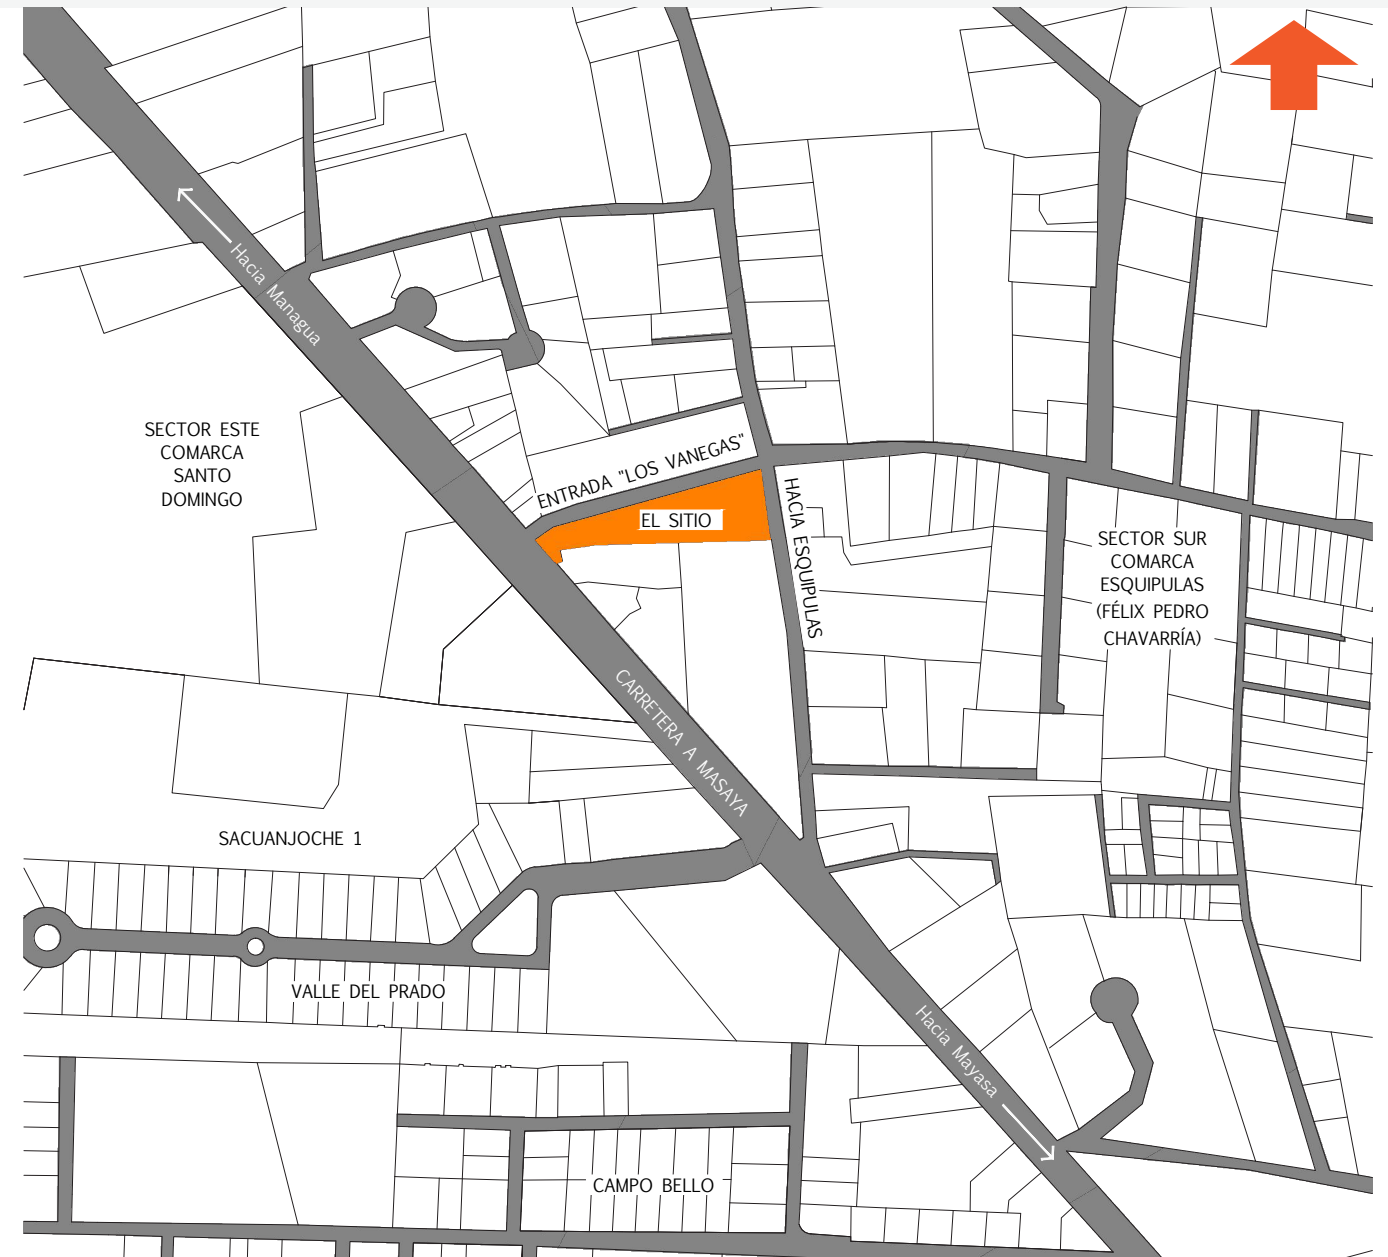 Hacia Managua
SECTOR ESTE
COMARCA
SANTO
DOMINGO
ENTRADA "LOS VANEGAS"
EL SITIO
HACIA ESQUIPULAS
SECTOR SUR
COMARCA
ESQUIPULAS
(FÉLIX PEDRO
CHAVARRÍA)
CARRETERA A MASAYA
SACUANJOCHE 1
VALLE DEL PRADO
Hacia Mayasa
CAMPO BELLO